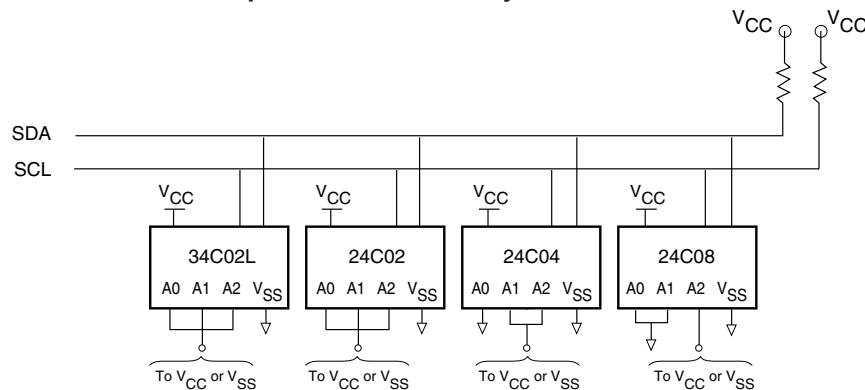 VCC VCC
SDA
SCL
VCC VCC VCC VCC
34C02L 24C02 24C04 24C08
A0 A1 A2 VSS A0 A1 A2 VSS A0 A1 A2 VSS A0 A1 A2 VSS
To VCC or VSS To VCC or VSS To VCC or VSS To VCC or VSS